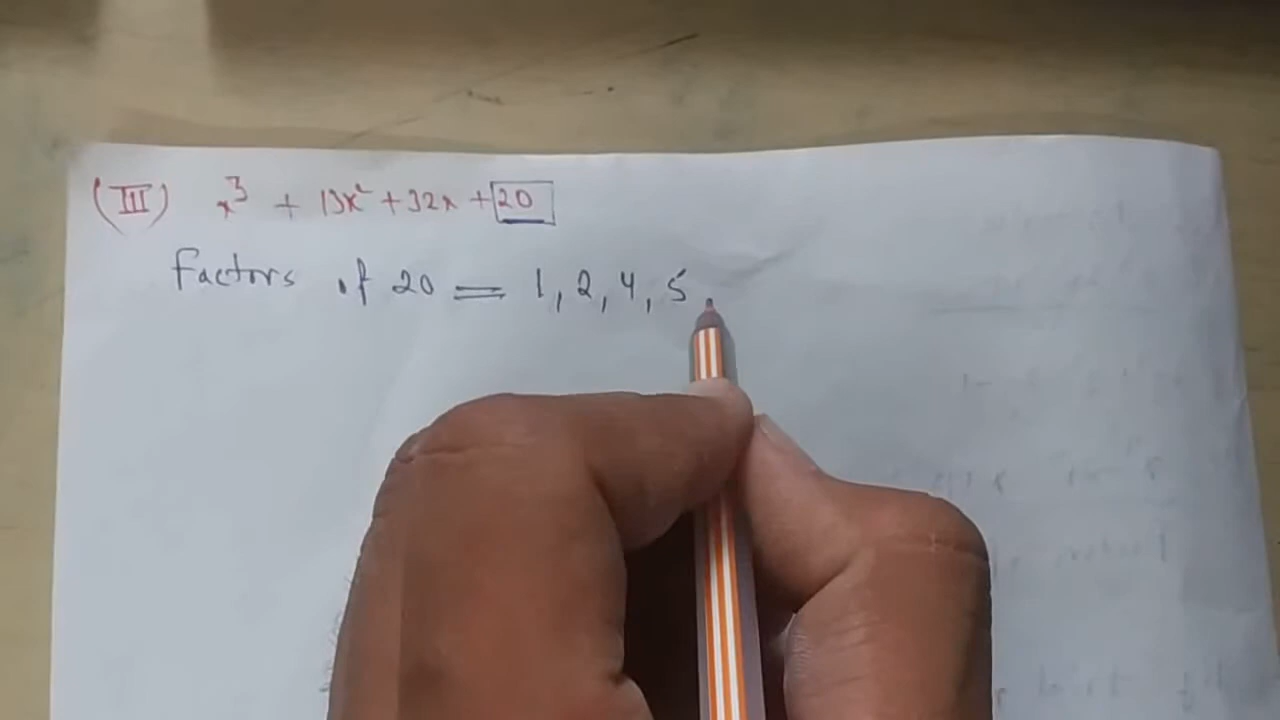 (III) x³ + 13x² + 32x + 20
Factors of 20 = 1, 2, 4, 5